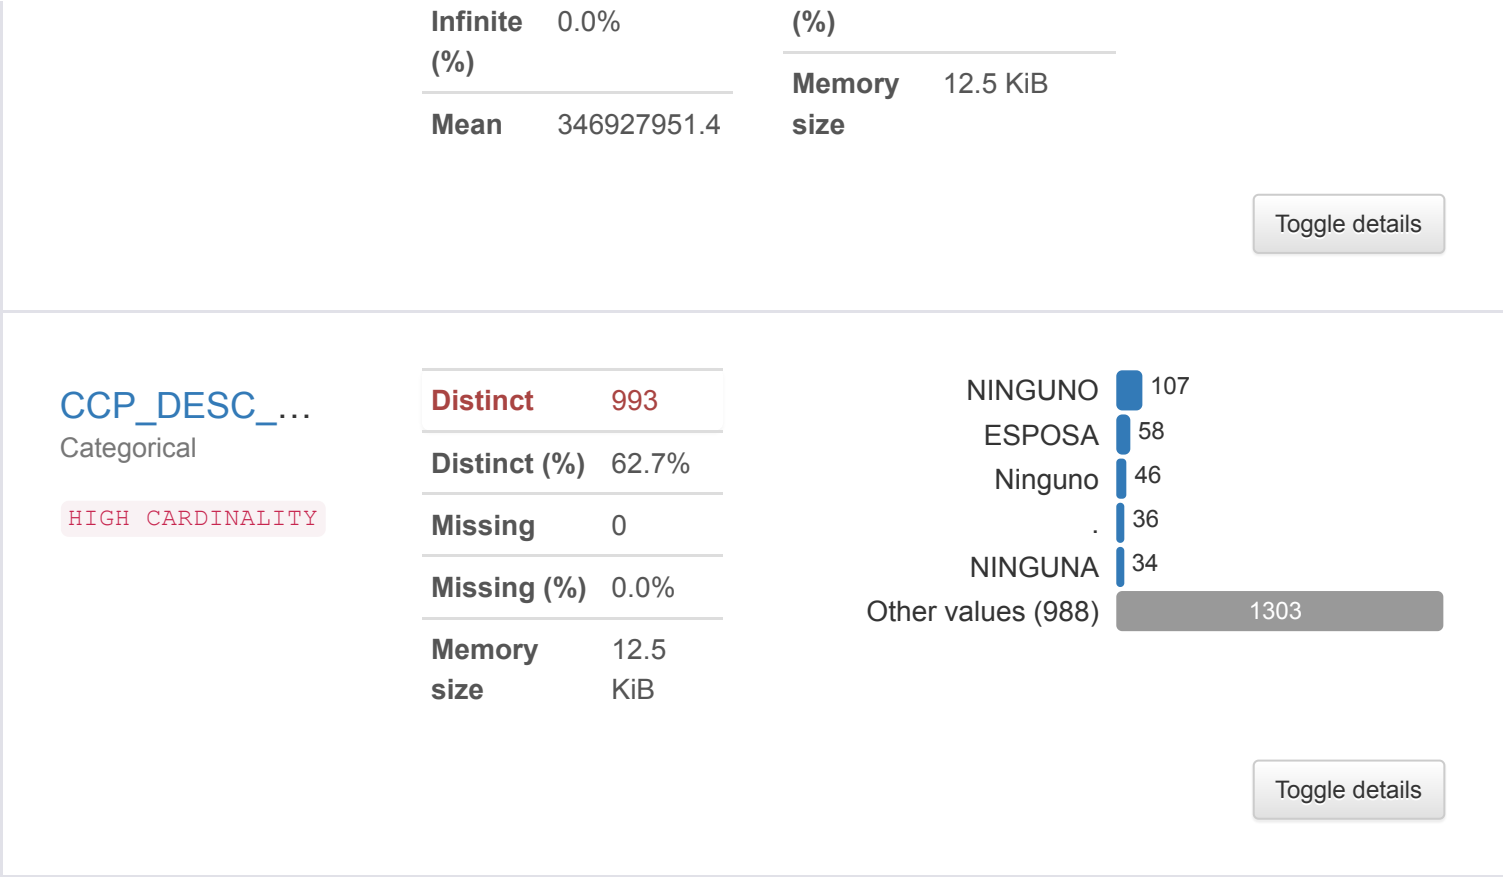 Infinite (%) 0.0%
Mean 346927951.4
(%)
Memory size 12.5 KiB
Toggle details
CCP_DESC_...
Categorical
HIGH CARDINALITY
Distinct 993
Distinct (%) 62.7%
Missing 0
Missing (%) 0.0%
Memory size 12.5 KiB
NINGUNO 107
ESPOSA 58
Ninguno 46
. 36
NINGUNA 34
Other values (988) 1303
Toggle details